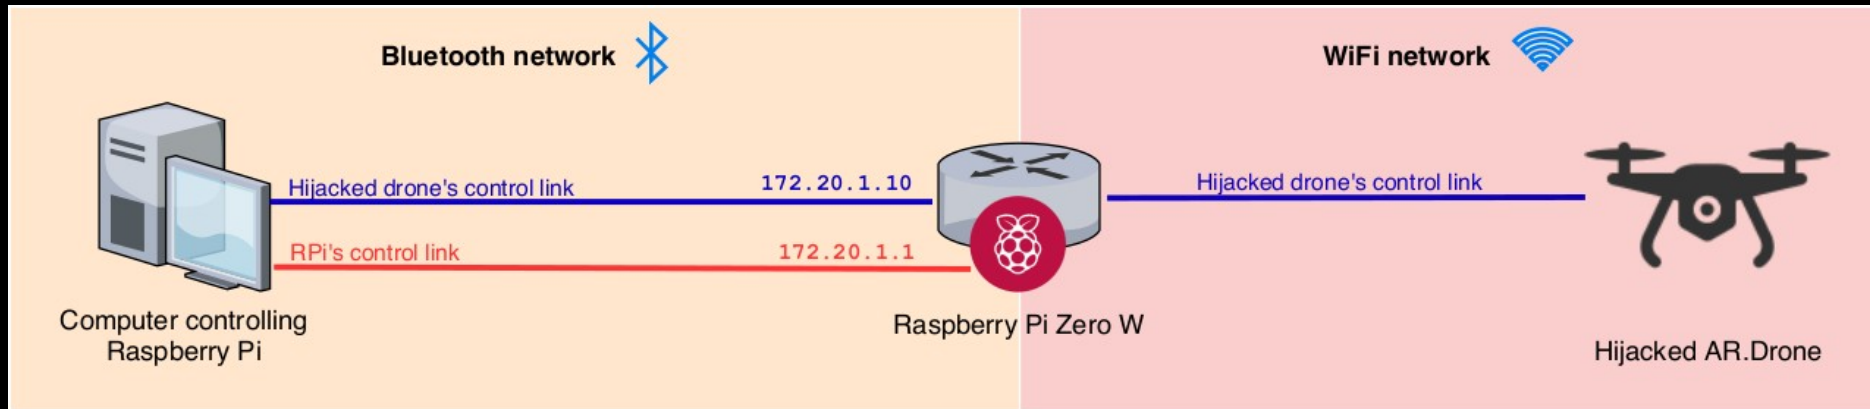 Bluetooth network
WiFi network
Hijacked drone's control link
172.20.1.10
Hijacked drone's control link
RPi's control link
172.20.1.1
Computer controlling
Raspberry Pi
Raspberry Pi Zero W
Hijacked AR.Drone